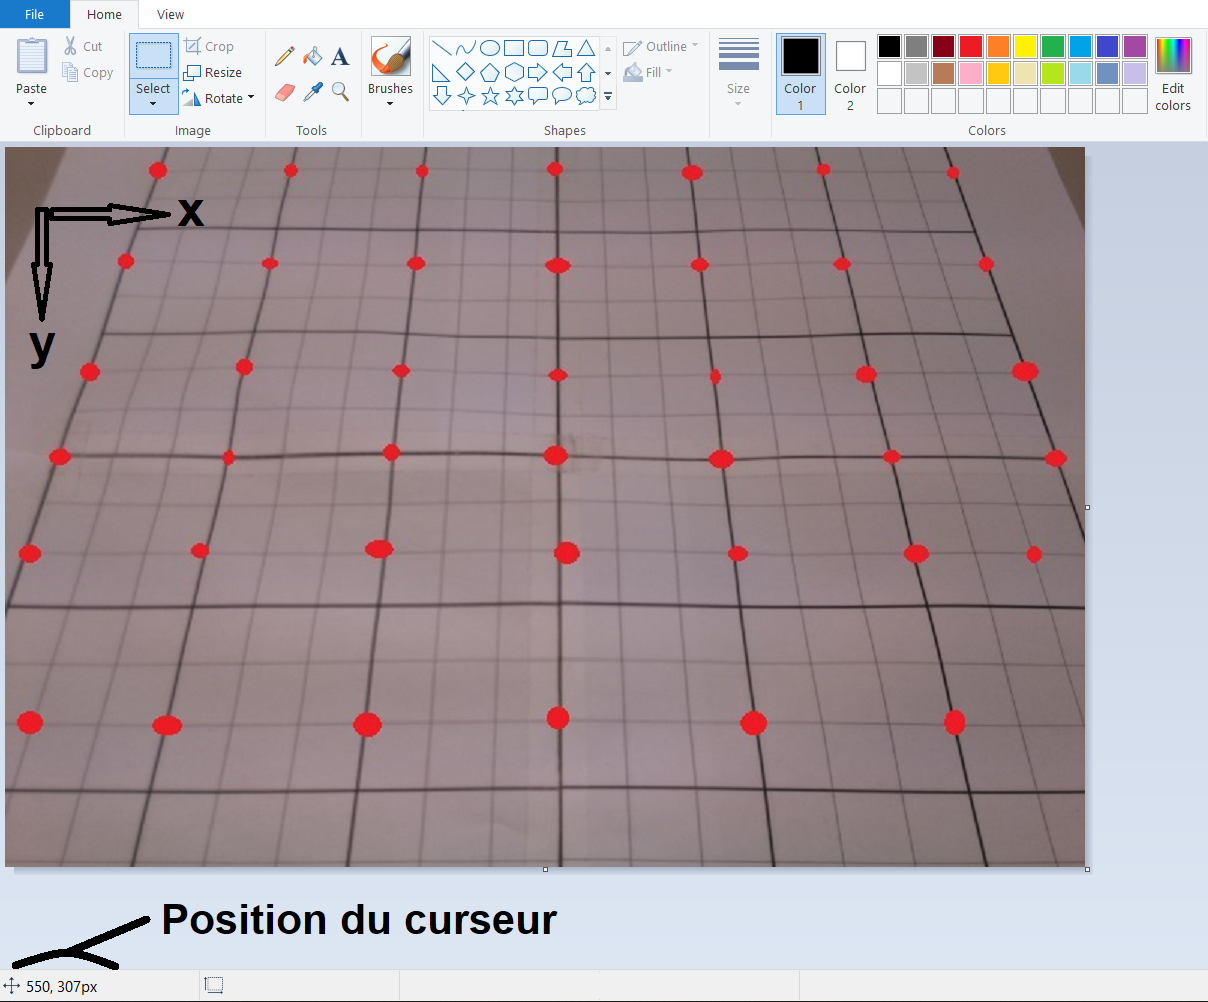 File Home View
Paste Cut
Copy
Clipboard
Select
Crop
Resize
Rotate
Image
Tools
Brushes
Shapes
Outline
Fill
Size
Color
1
Color
2
Edit
colors
Colors
x
y
Position du curseur
550, 307px